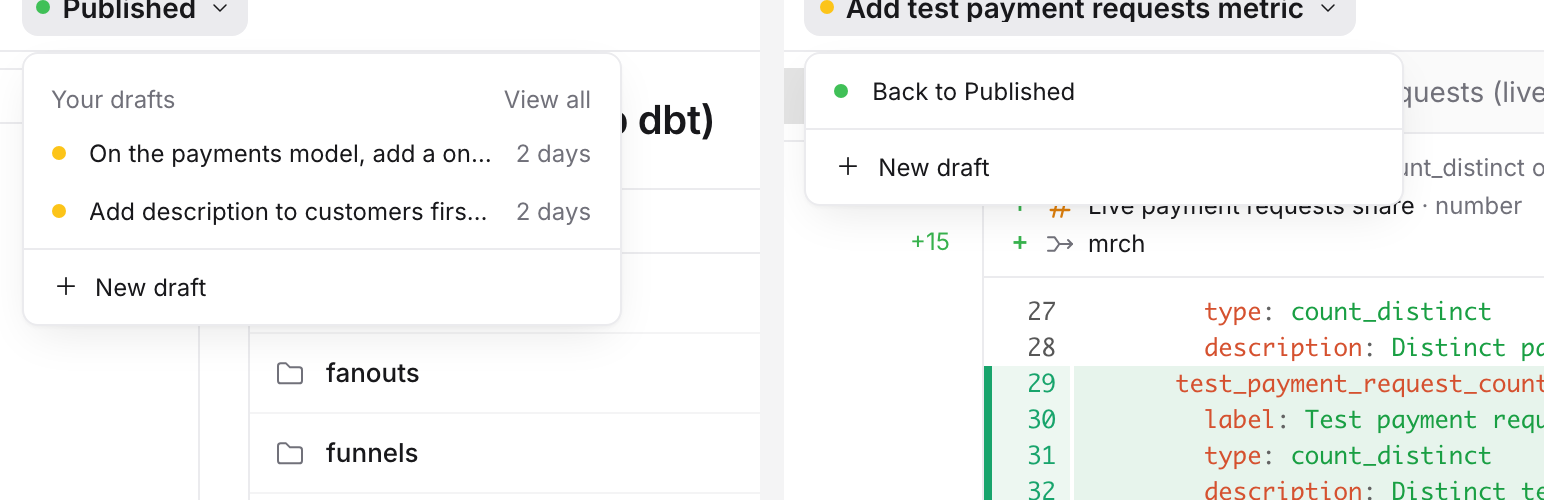 Published
Your drafts View all
dbt)
On the payments model, add a on... 2 days
Add description to customers firs... 2 days
+ New draft
fanouts
funnels
Add test payment requests metric
Back to Published
quests (live
+ New draft
unt_distinct o
+ # Live payment requests share · number
+15 + mrch
27 type: count_distinct
28 description: Distinct pa
29 test_payment_request_count
30 label: Test payment requ
31 type: count_distinct
32 description: Distinct te